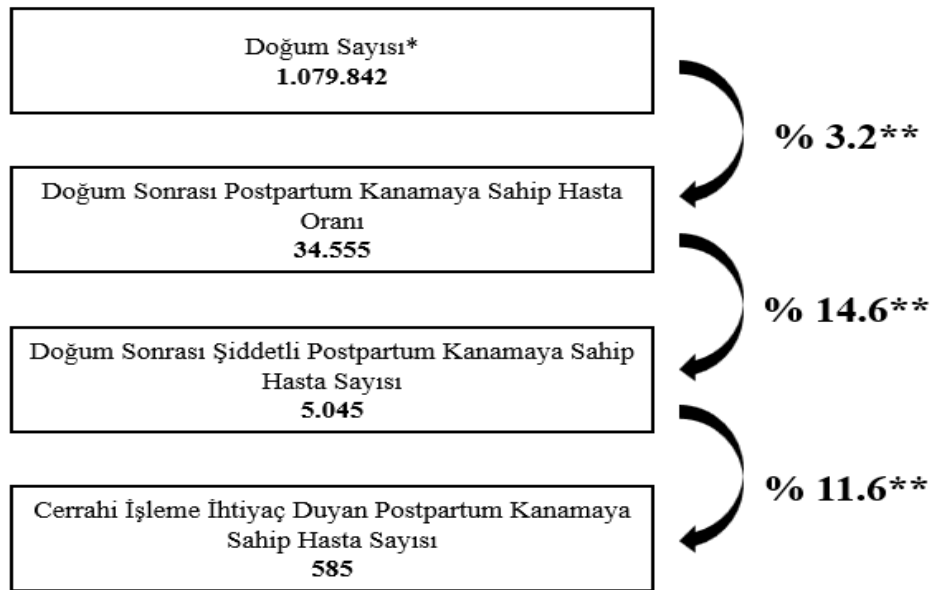 Doğum Sayısı*
1.079.842
% 3.2**
Doğum Sonrası Postpartum Kanamaya Sahip Hasta
Oranı
34.555
% 14.6**
Doğum Sonrası Şiddetli Postpartum Kanamaya Sahip
Hasta Sayısı
5.045
% 11.6**
Cerrahi İşleme İhtiyaç Duyan Postpartum Kanamaya
Sahip Hasta Sayısı
585